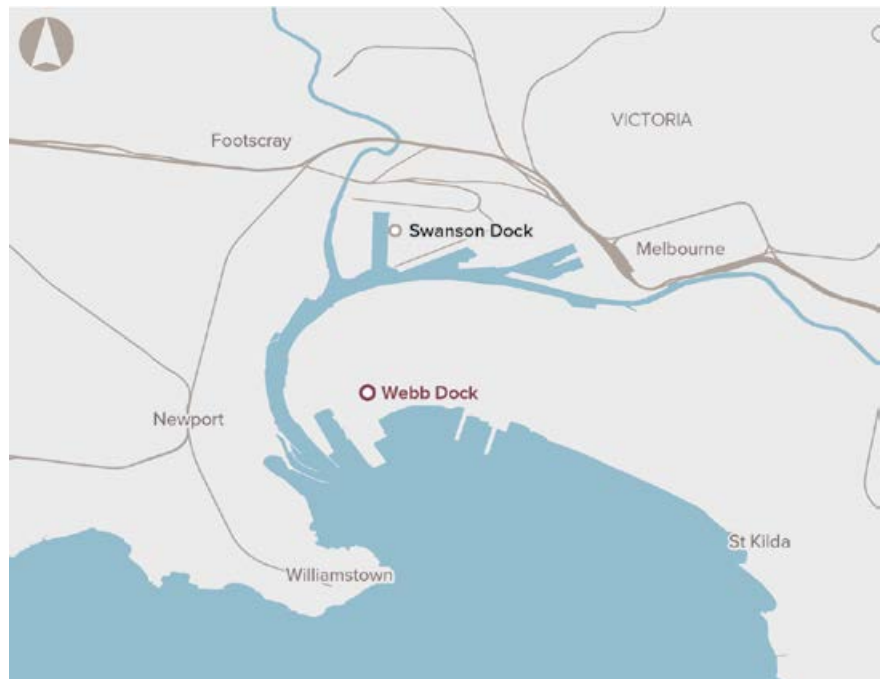 VICTORIA
Footscray
Swanson Dock
Melbourne
Webb Dock
Newport
St Kilda
Williamstown